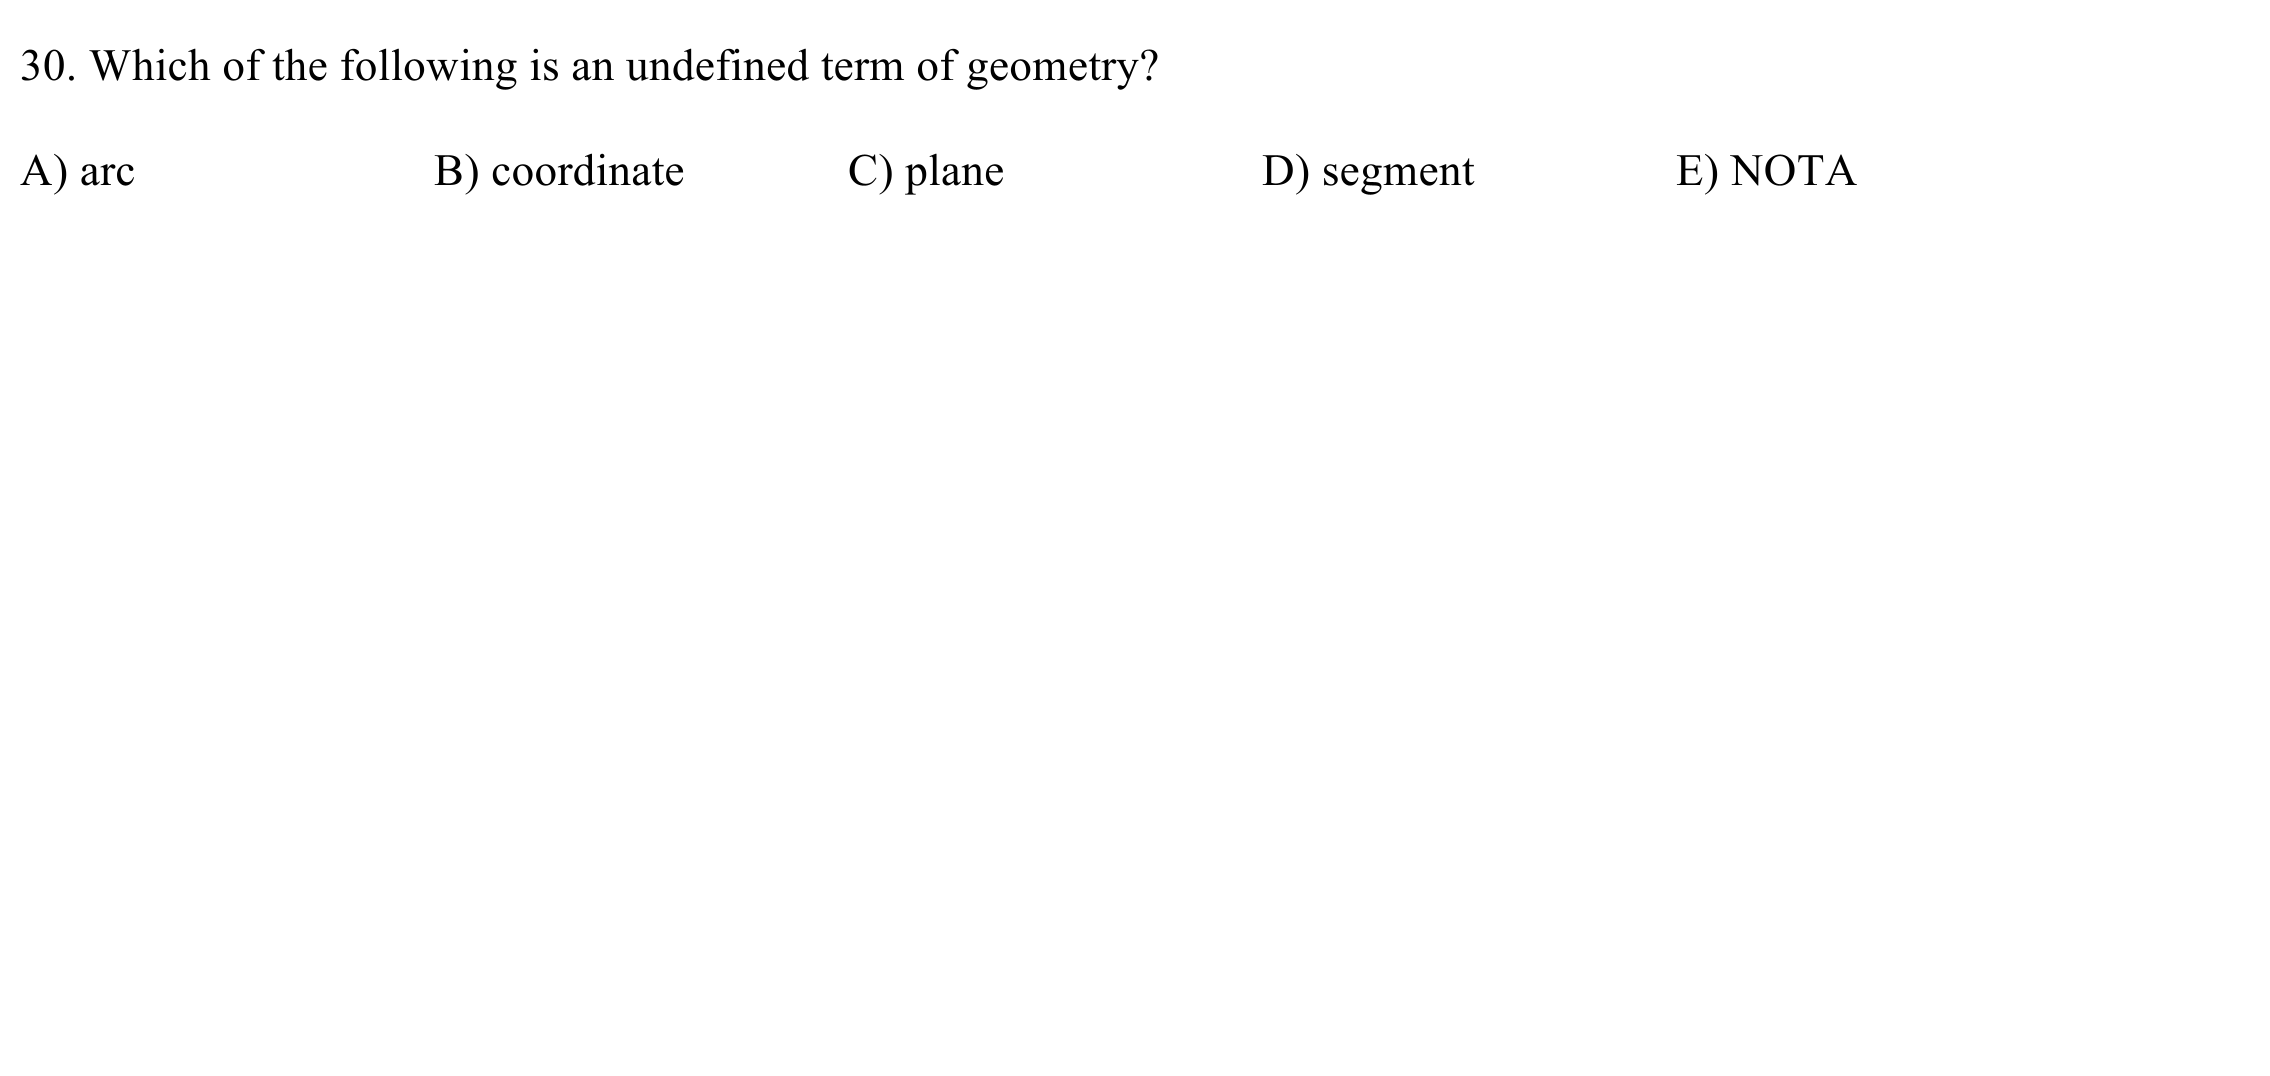 30. Which of the following is an undefined term of geometry?
A) arc B) coordinate C) plane D) segment E) NOTA